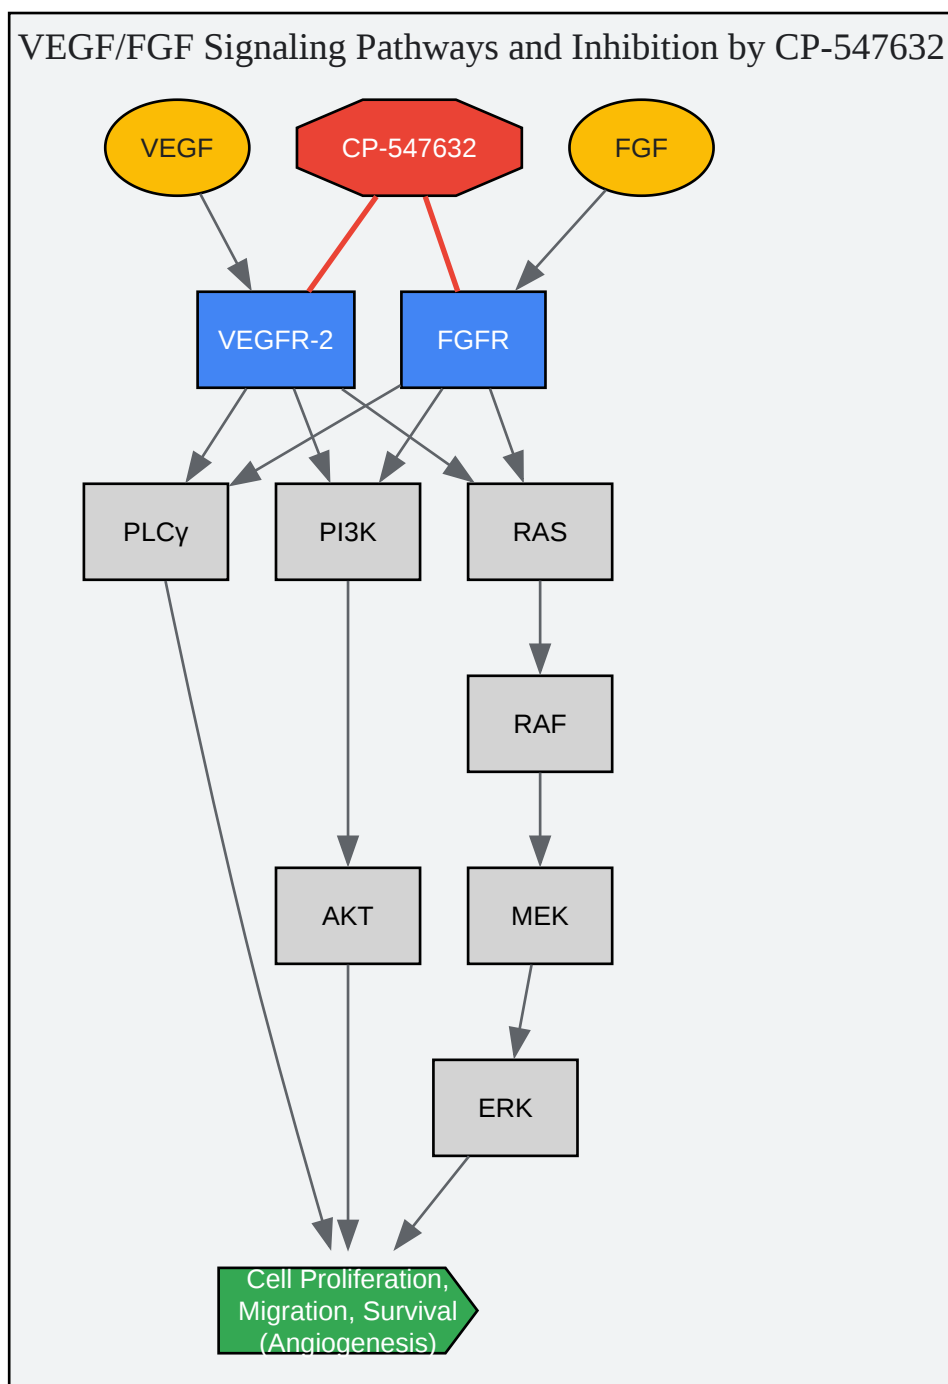 VEGF/FGF Signaling Pathways and Inhibition by CP-547632
VEGF
CP-547632
FGF
VEGFR-2
FGFR
PLCγ
PI3K
RAS
RAF
AKT
MEK
ERK
Cell Proliferation,
Migration, Survival
(Angiogenesis)